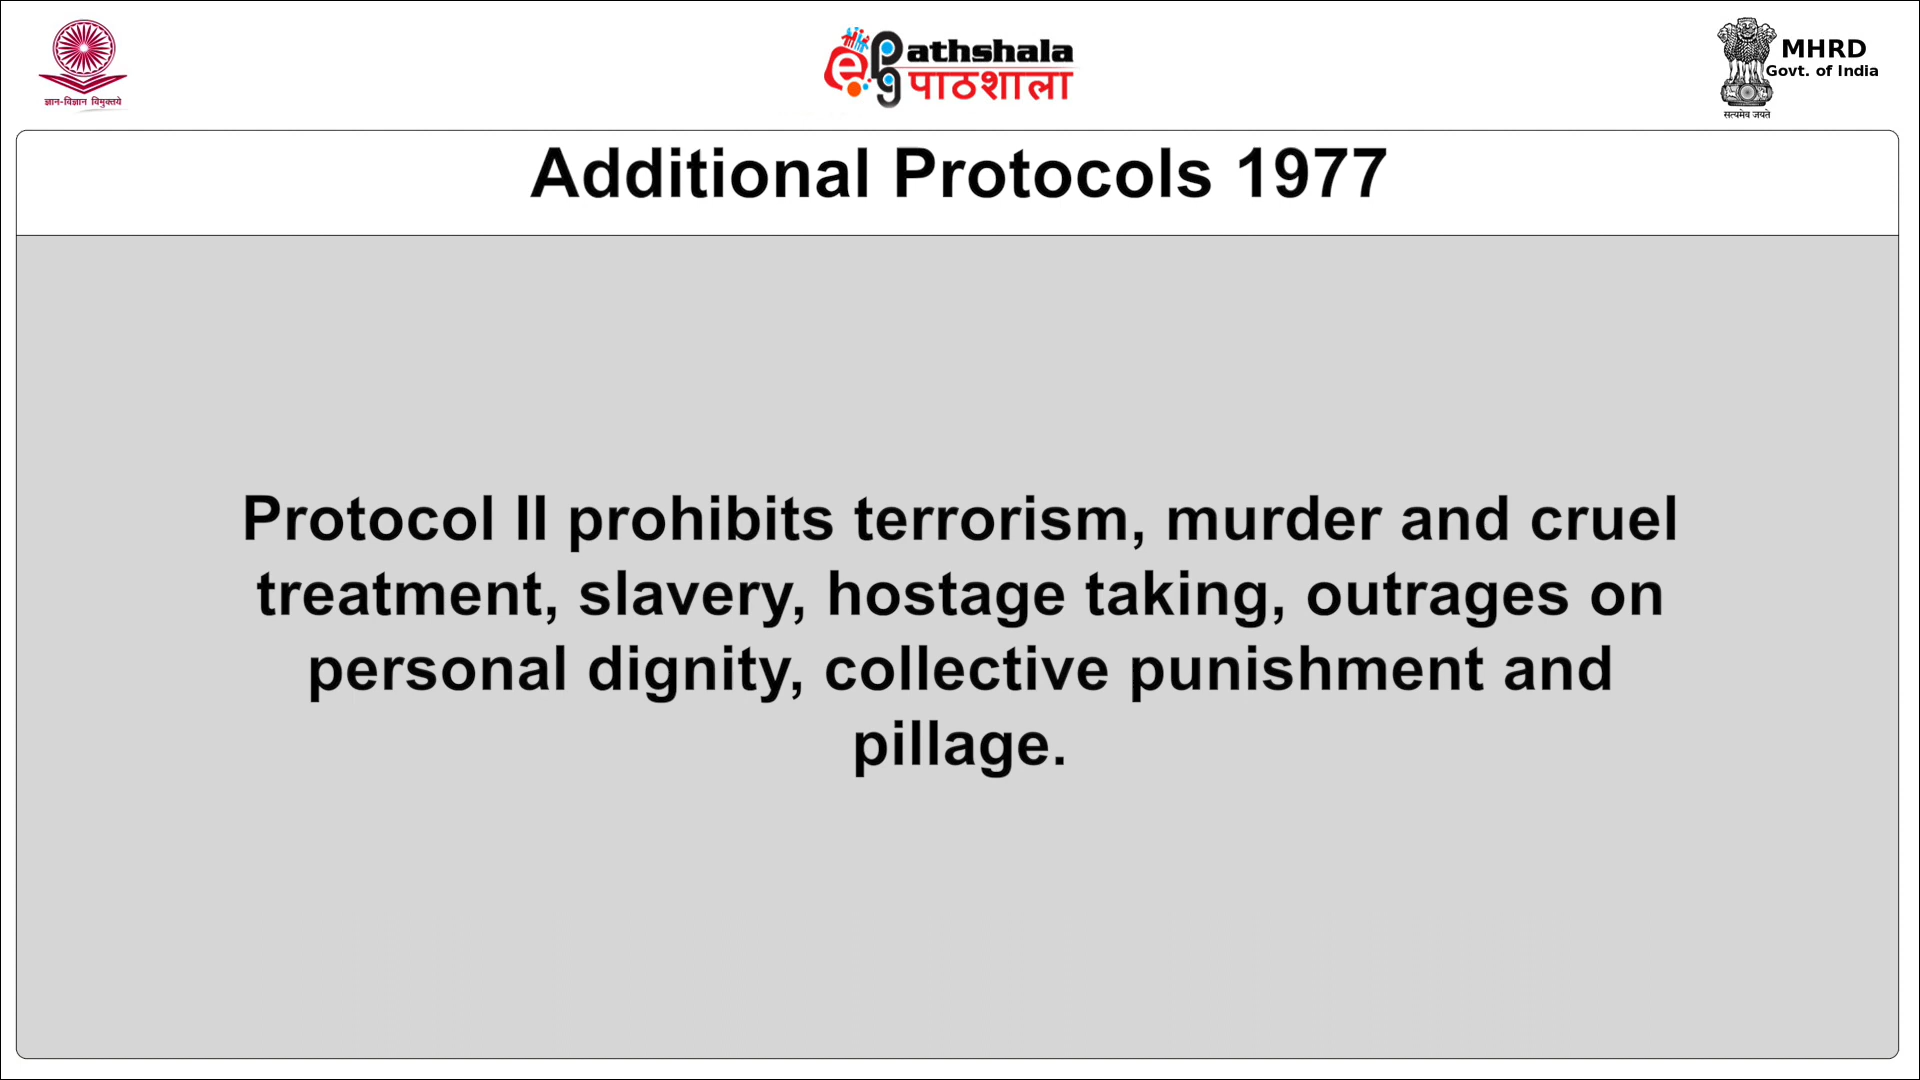 ज्ञान-विज्ञान विमुक्तये
ePathshala
पाठशाला
MHRD
Govt. of India
सत्यमेव जयते
Additional Protocols 1977
Protocol II prohibits terrorism, murder and cruel
treatment, slavery, hostage taking, outrages on
personal dignity, collective punishment and
pillage.